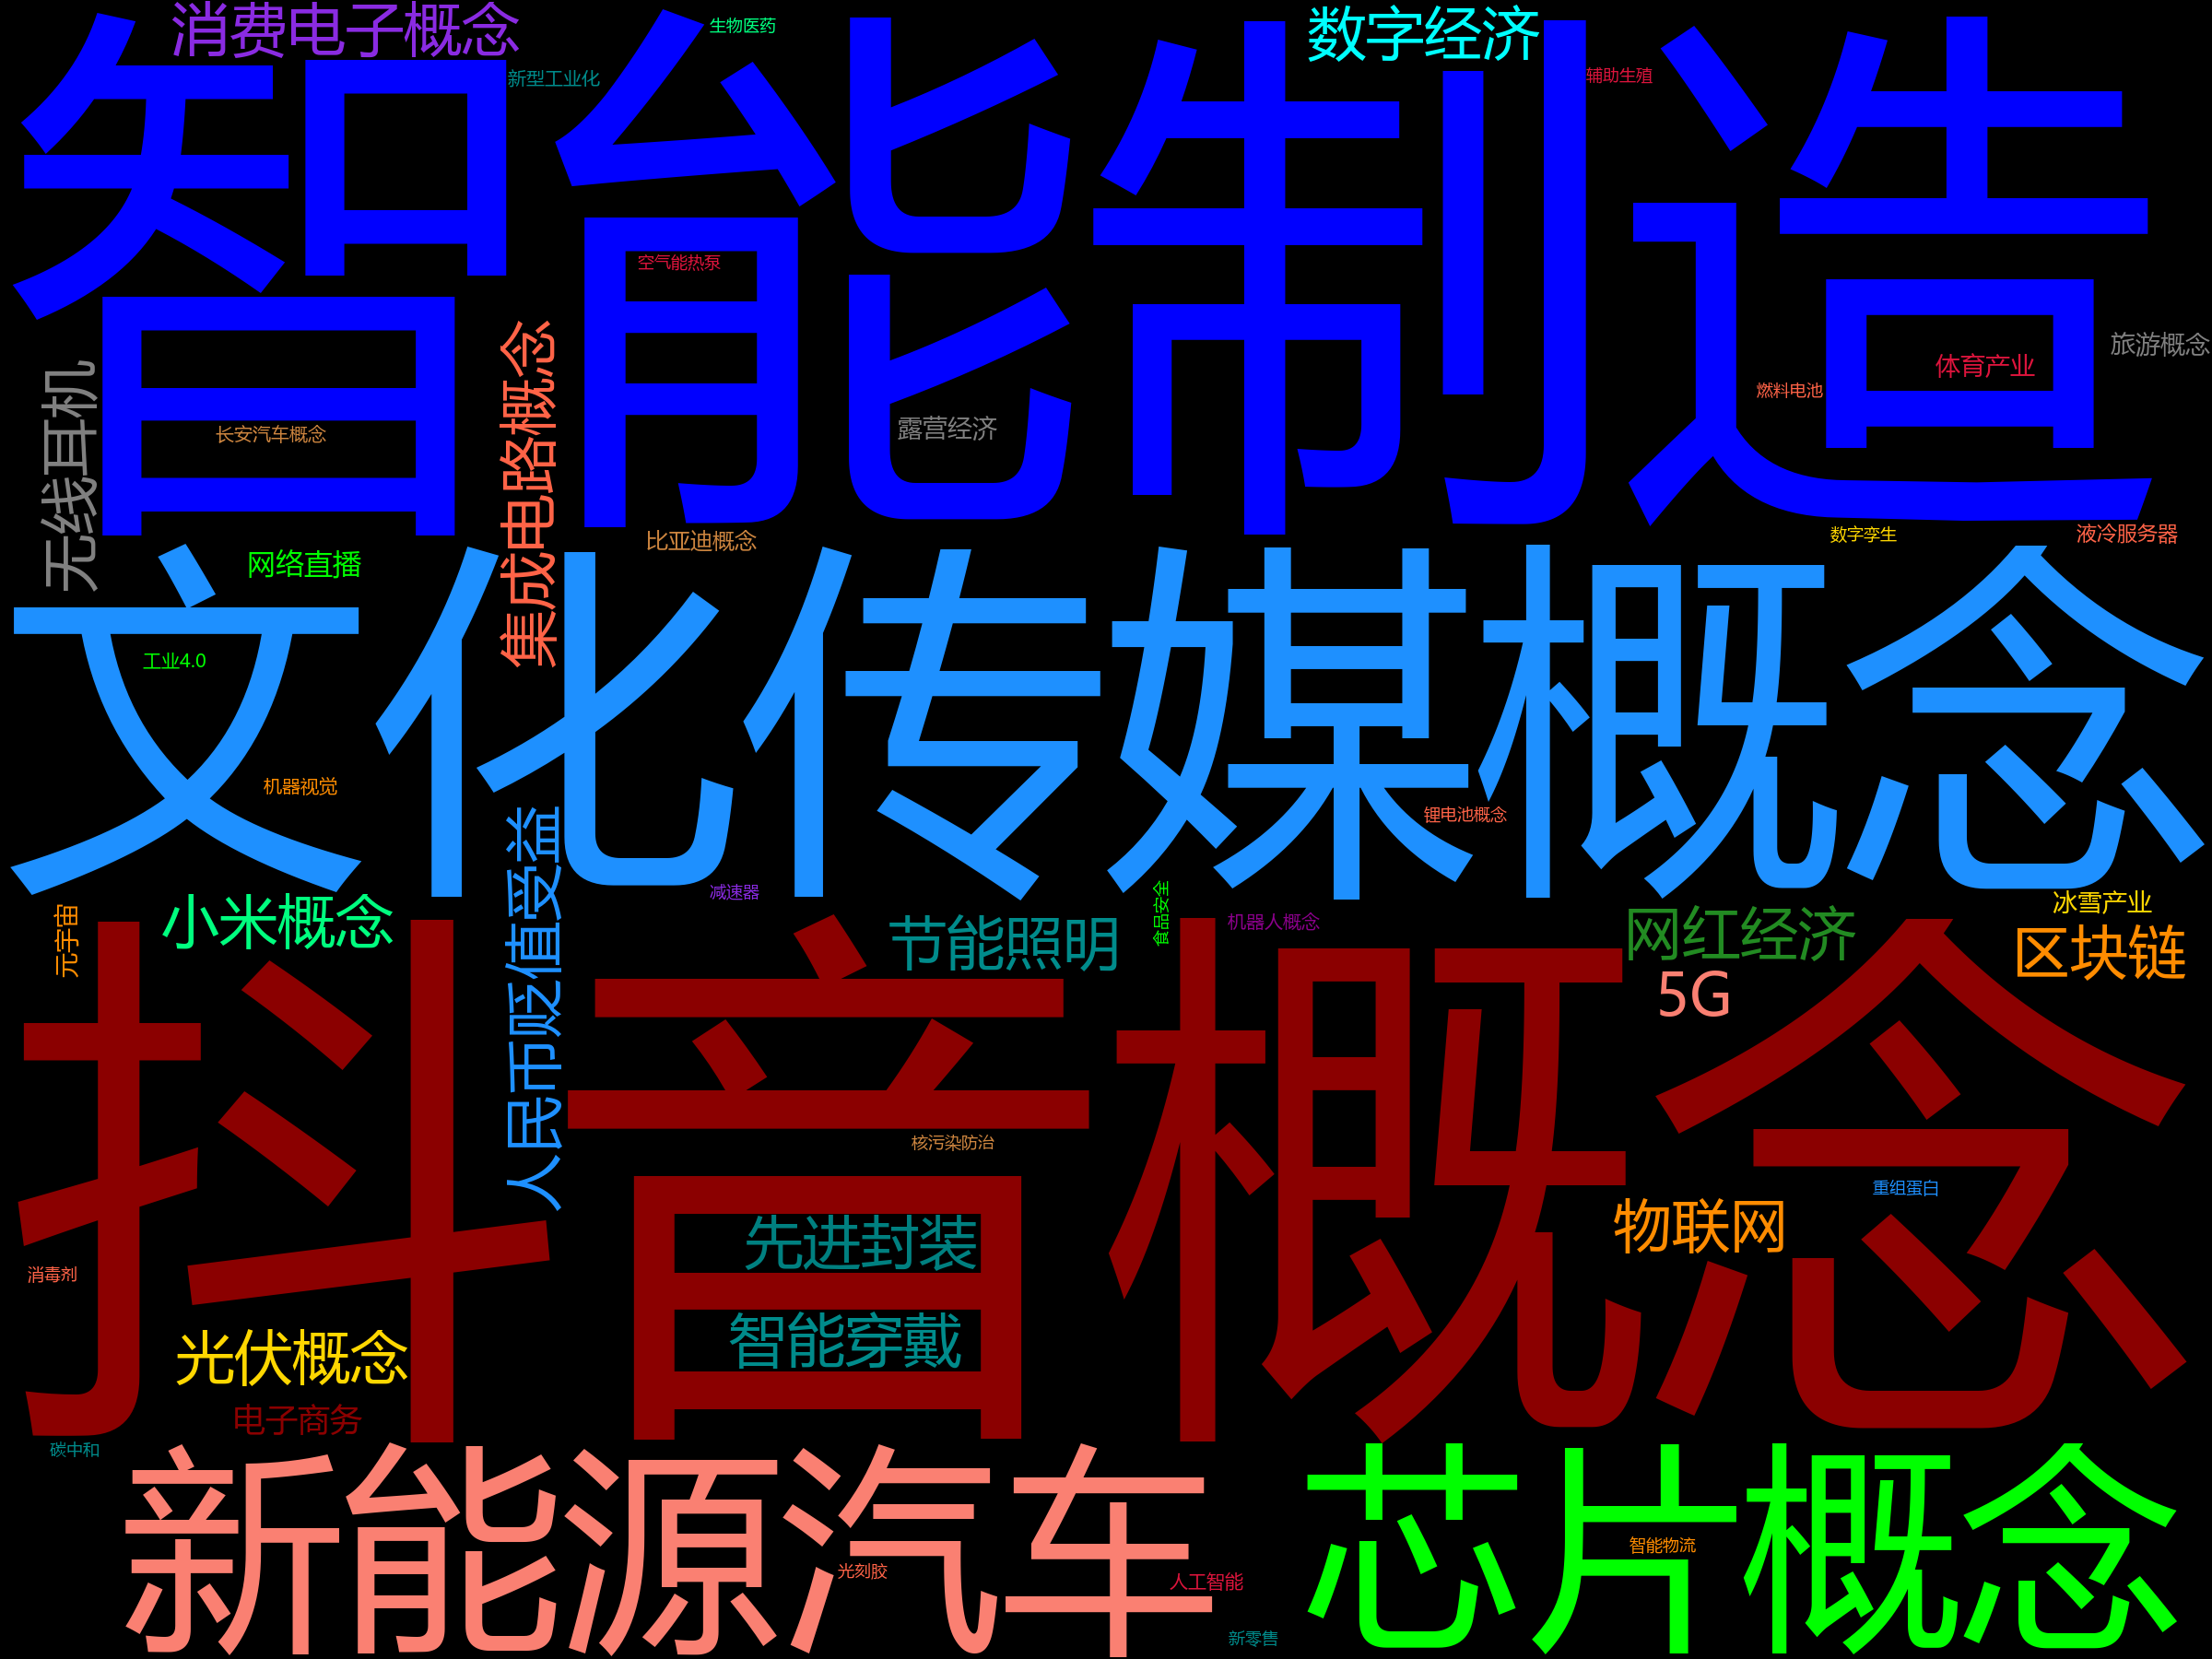 消费电子概念
生物医药
数字经济
新型工业化
辅助生殖
智能制造
空气能热泵
旅游概念
体育产业
燃料电池
无线耳机
集成电路概念
长安汽车概念
露营经济
比亚迪概念
数字孪生
液冷服务器
网络直播
文化传媒概念
工业4.0
机器视觉
锂电池概念
人民币贬值受益
减速器
食品安全
元宇宙
小米概念
节能照明
机器人概念
网红经济
冰雪产业
区块链
5G
抖音概念
核污染防治
重组蛋白
物联网
先进封装
消毒剂
智能穿戴
光伏概念
电子商务
碳中和
新能源汽车
芯片概念
智能物流
光刻胶
人工智能
新零售